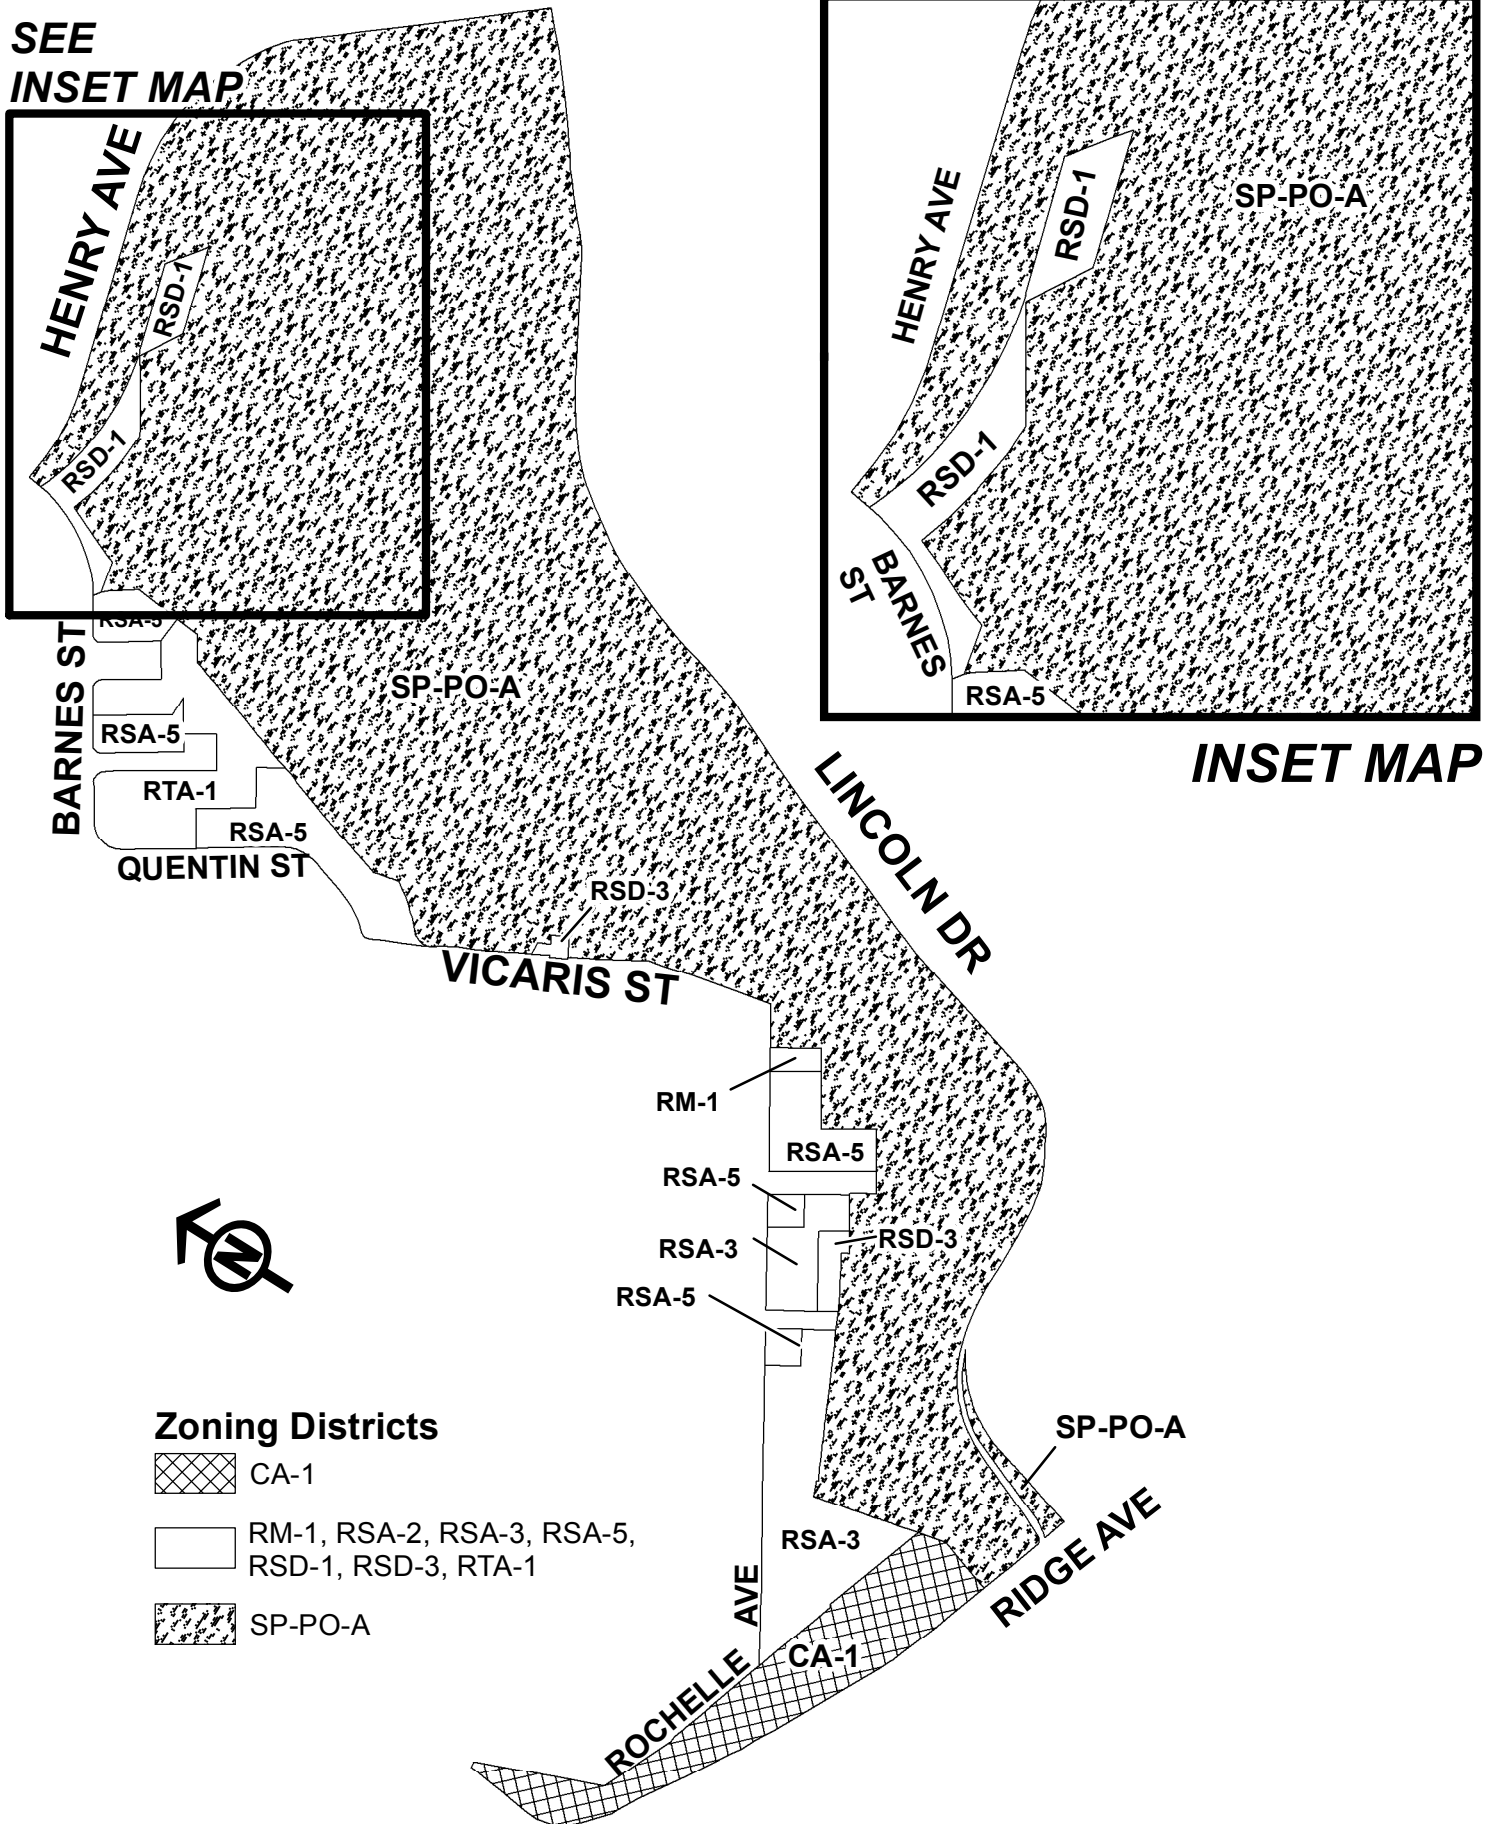 SEE
INSET MAP
HENRY AVE
RSD-1
RSD-1
RSA-5
BARNES ST
RSA-5
RTA-1
RSA-5
QUENTIN ST
SP-PO-A
RSD-3
VICARIS ST
LINCOLN DR
HENRY AVE
RSD-1
SP-PO-A
RSD-1
BARNES
ST
RSA-5
INSET MAP
RM-1
RSA-5
RSA-5
RSA-3
RSD-3
RSA-5
N
SP-PO-A
RSA-3
RIDGE AVE
ROCHELLE
AVE
CA-1
Zoning Districts
CA-1
RM-1, RSA-2, RSA-3, RSA-5,
RSD-1, RSD-3, RTA-1
SP-PO-A